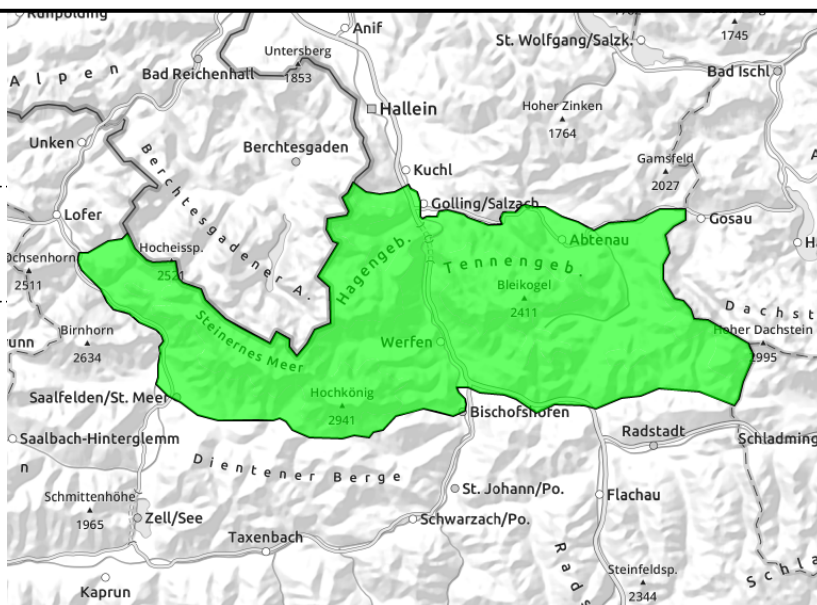 Ruhpolding
Anif
1745
Untersberg
1853
St. Wolfgang/Salzk.
Bad Ischl
Alpen
Bad Reichenhall
Hallein
Hoher Zinken
1764
Unken
Berchtesgaden
Berchtesgadener A.
Kuchl
Gamsfeld
2027
Lofer
Golling/Salzach
Gosau
Hocheissp.
2521
Hagengeb.
Abtenau
Ochsenhorn
2511
Tennengeb.
Bleikogel
2411
Birnhorn
2634
Steinernes Meer
Werfen
Dachst
Hoher Dachstein
2995
Hochkönig
2941
Saalfelden/St. Meer
Bischofshofen
Saalbach-Hinterglemm
Radstadt
Schladming
Dientener Berge
Schmittenhöhe
1965
St. Johann/Po.
Flachau
Zell/See
Schwarzach/Po.
Taxenbach
Rads
Steinfeldsp.
2344
Schla
Kaprun